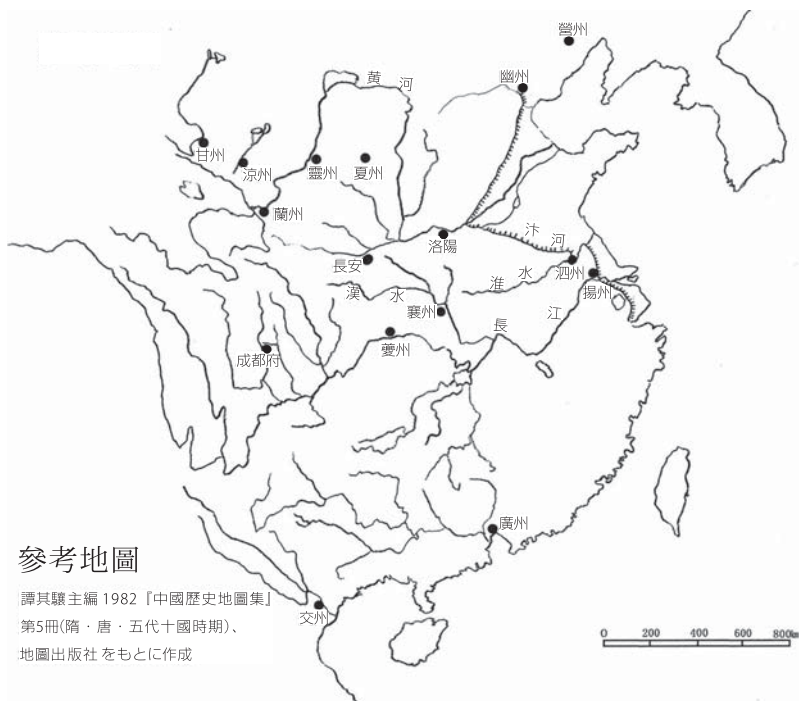 營州
幽州
黄河
甘州
涼州
靈州
夏州
蘭州
汴河
洛陽
長安
淮水
泗州
揚州
漢水
襄州
長江
夔州
成都府
廣州
參考地圖
譚其驤主編 1982『中國歷史地圖集』
第5冊(隋・唐・五代十國時期)、
地圖出版社 をもとに作成
交州
0 200 400 600 800km